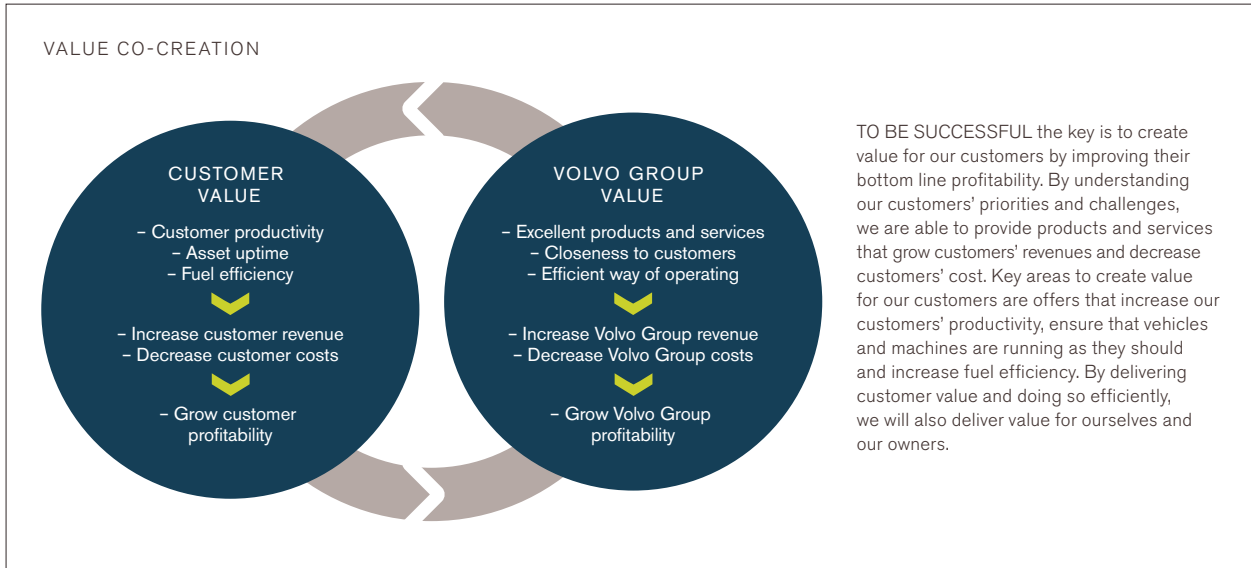 VALUE CO-CREATION
CUSTOMER
VALUE
– Customer productivity
– Asset uptime
– Fuel efficiency
– Increase customer revenue
– Decrease customer costs
– Grow customer
profitability
VOLVO GROUP
VALUE
– Excellent products and services
– Closeness to customers
– Efficient way of operating
– Increase Volvo Group revenue
– Decrease Volvo Group costs
– Grow Volvo Group
profitability
TO BE SUCCESSFUL the key is to create
value for our customers by improving their
bottom line profitability. By understanding
our customers’ priorities and challenges,
we are able to provide products and services
that grow customers’ revenues and decrease
customers’ cost. Key areas to create value
for our customers are offers that increase our
customers’ productivity, ensure that vehicles
and machines are running as they should
and increase fuel efficiency. By delivering
customer value and doing so efficiently,
we will also deliver value for ourselves and
our owners.